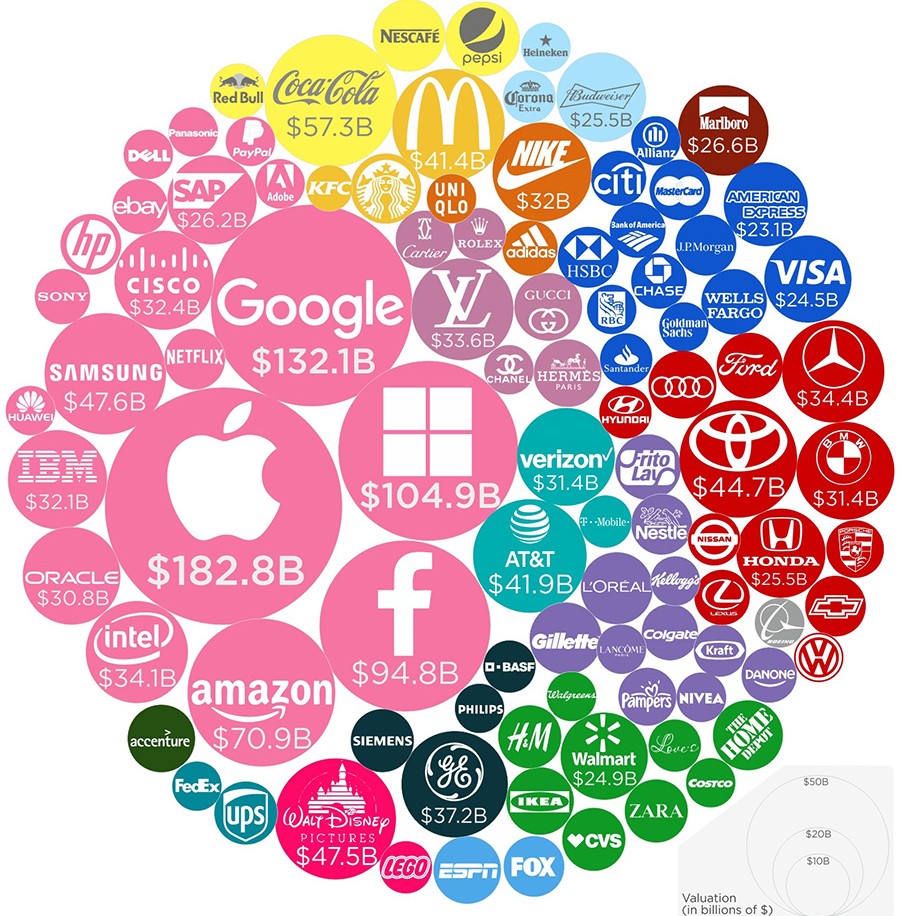 NESCAFÉ
pepsi
Heineken
Red Bull
Coca-Cola
$57.3B
$41.4B
Corona
Extra
Budweiser
$25.5B
Marlboro
$26.6B
Panasonic
DELL
PayPal
SAP
$26.2B
Adobe
KFC
UNI
QLO
NIKE
$32B
Allianz
citi
MasterCard
AMERICAN
EXPRESS
$23.1B
ebay
hp
CISCO
$32.4B
SONY
Google
$132.1B
Cartier
ROLEX
adidas
LV
$33.6B
GUCCI
Bank of America
J.P.Morgan
HSBC
CHASE
RBC
WELLS
FARGO
Goldman
Sachs
VISA
$24.5B
Santander
SAMSUNG
$47.6B
NETFLIX
HUAWEI
CHANEL
HERMÈS
PARIS
HYUNDAI
Ford
$34.4B
IBM
$32.1B
$182.8B
$104.9B
verizon
$31.4B
Frito
Lay
$44.7B
BMW
$31.4B
AT&T
$41.9B
T··Mobile·
Nestle
NISSAN
HONDA
$25.5B
PORSCHE
ORACLE
$30.8B
intel
$34.1B
f
$94.8B
L'ORÉAL
Kellogg's
LEXUS
BOEING
Gillette
LANCÔME
PARIS
Colgate
Kraft
DANONE
VW
amazon
$70.9B
BASF
PHILIPS
SIEMENS
Walgreens
Pampers
NIVEA
accenture
FedEx
ups
WALT DISNEY
PICTURES
$47.5B
GE
$37.2B
H&M
Walmart
$24.9B
Love's
THE
HOME
DEPOT
IKEA
COSTCO
ZARA
CVS
LEGO
ESPN
FOX
$50B
$20B
$10B
Valuation
(in billions of $)